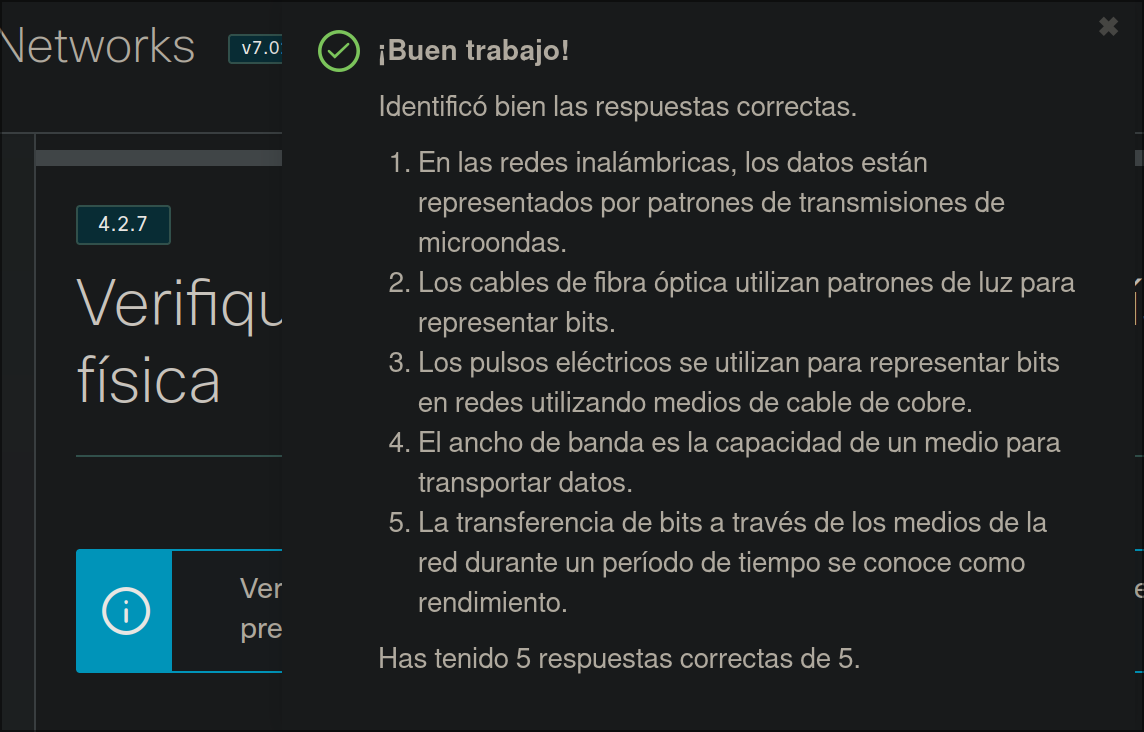 Networks
v7.0
4.2.7
Verifiqu
física
Ver
pre
¡Buen trabajo!
Identificó bien las respuestas correctas.
1. En las redes inalámbricas, los datos están
representados por patrones de transmisiones de
microondas.
2. Los cables de fibra óptica utilizan patrones de luz para
representar bits.
3. Los pulsos eléctricos se utilizan para representar bits
en redes utilizando medios de cable de cobre.
4. El ancho de banda es la capacidad de un medio para
transportar datos.
5. La transferencia de bits a través de los medios de la
red durante un período de tiempo se conoce como
rendimiento.
Has tenido 5 respuestas correctas de 5.